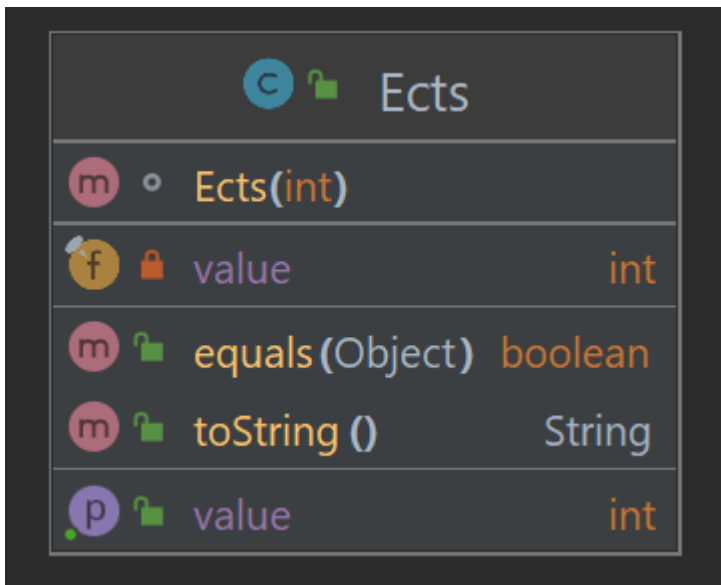 C Ects
m Ects(int)
f value int
m equals(Object) boolean
m toString () String
p value int